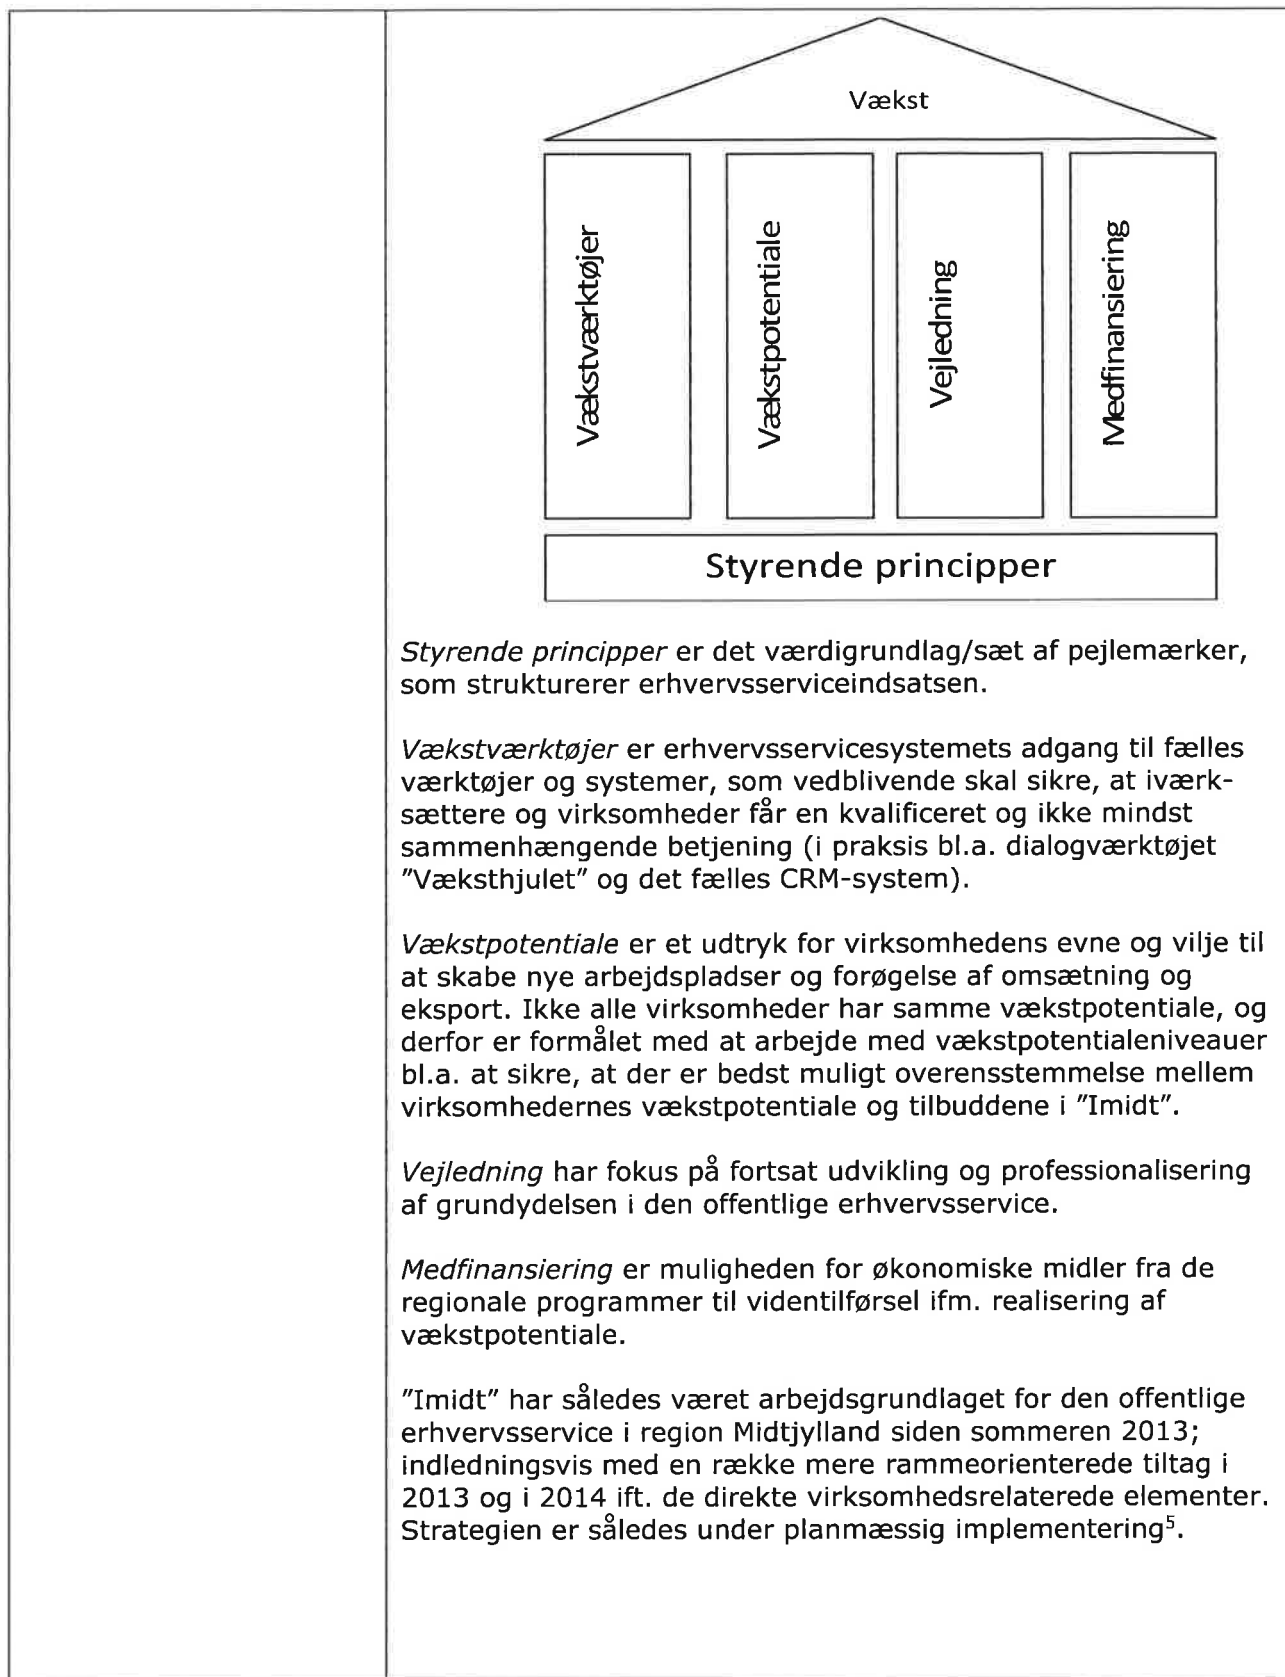 Vækst
Vækstværktøjer
Vækstpotentiale
Vejledning
Medfinansiering
Styrende principper
Styrende principper er det værdigrundlag/sæt af pejlemærker,
som strukturerer erhvervsserviceindsatsen.
Vækstværktøjer er erhvervsservicesystemets adgang til fælles
værktøjer og systemer, som vedblivende skal sikre, at iværk-
sættere og virksomheder får en kvalificeret og ikke mindst
sammenhængende betjening (i praksis bl.a. dialogværktøjet
"Væksthjulet" og det fælles CRM-system).
Vækstpotentiale er et udtryk for virksomhedens evne og vilje til
at skabe nye arbejdspladser og forøgelse af omsætning og
eksport. Ikke alle virksomheder har samme vækstpotentiale, og
derfor er formålet med at arbejde med vækstpotentialeniveauer
bl.a. at sikre, at der er bedst muligt overensstemmelse mellem
virksomhedernes vækstpotentiale og tilbuddene i "Imidt".
Vejledning har fokus på fortsat udvikling og professionalisering
af grundydelsen i den offentlige erhvervsservice.
Medfinansiering er muligheden for økonomiske midler fra de
regionale programmer til videntilførsel ifm. realisering af
vækstpotentiale.
"Imidt" har således været arbejdsgrundlaget for den offentlige
erhvervsservice i region Midtjylland siden sommeren 2013;
indledningsvis med en række mere rammeorienterede tiltag i
2013 og i 2014 ift. de direkte virksomhedsrelaterede elementer.
Strategien er således under planmæssig implementering⁵.